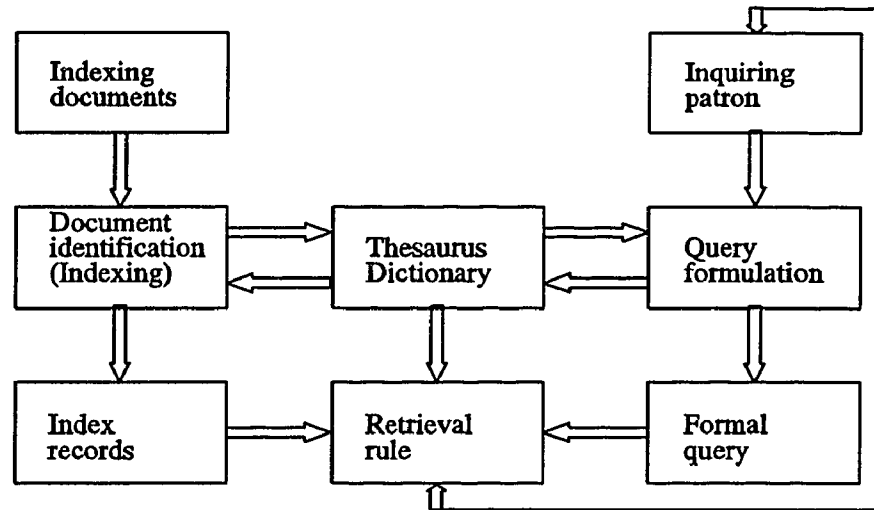 Indexing
documents
Inquiring
patron
Document
identification
(Indexing)
Thesaurus
Dictionary
Query
formulation
Index
records
Retrieval
rule
Formal
query